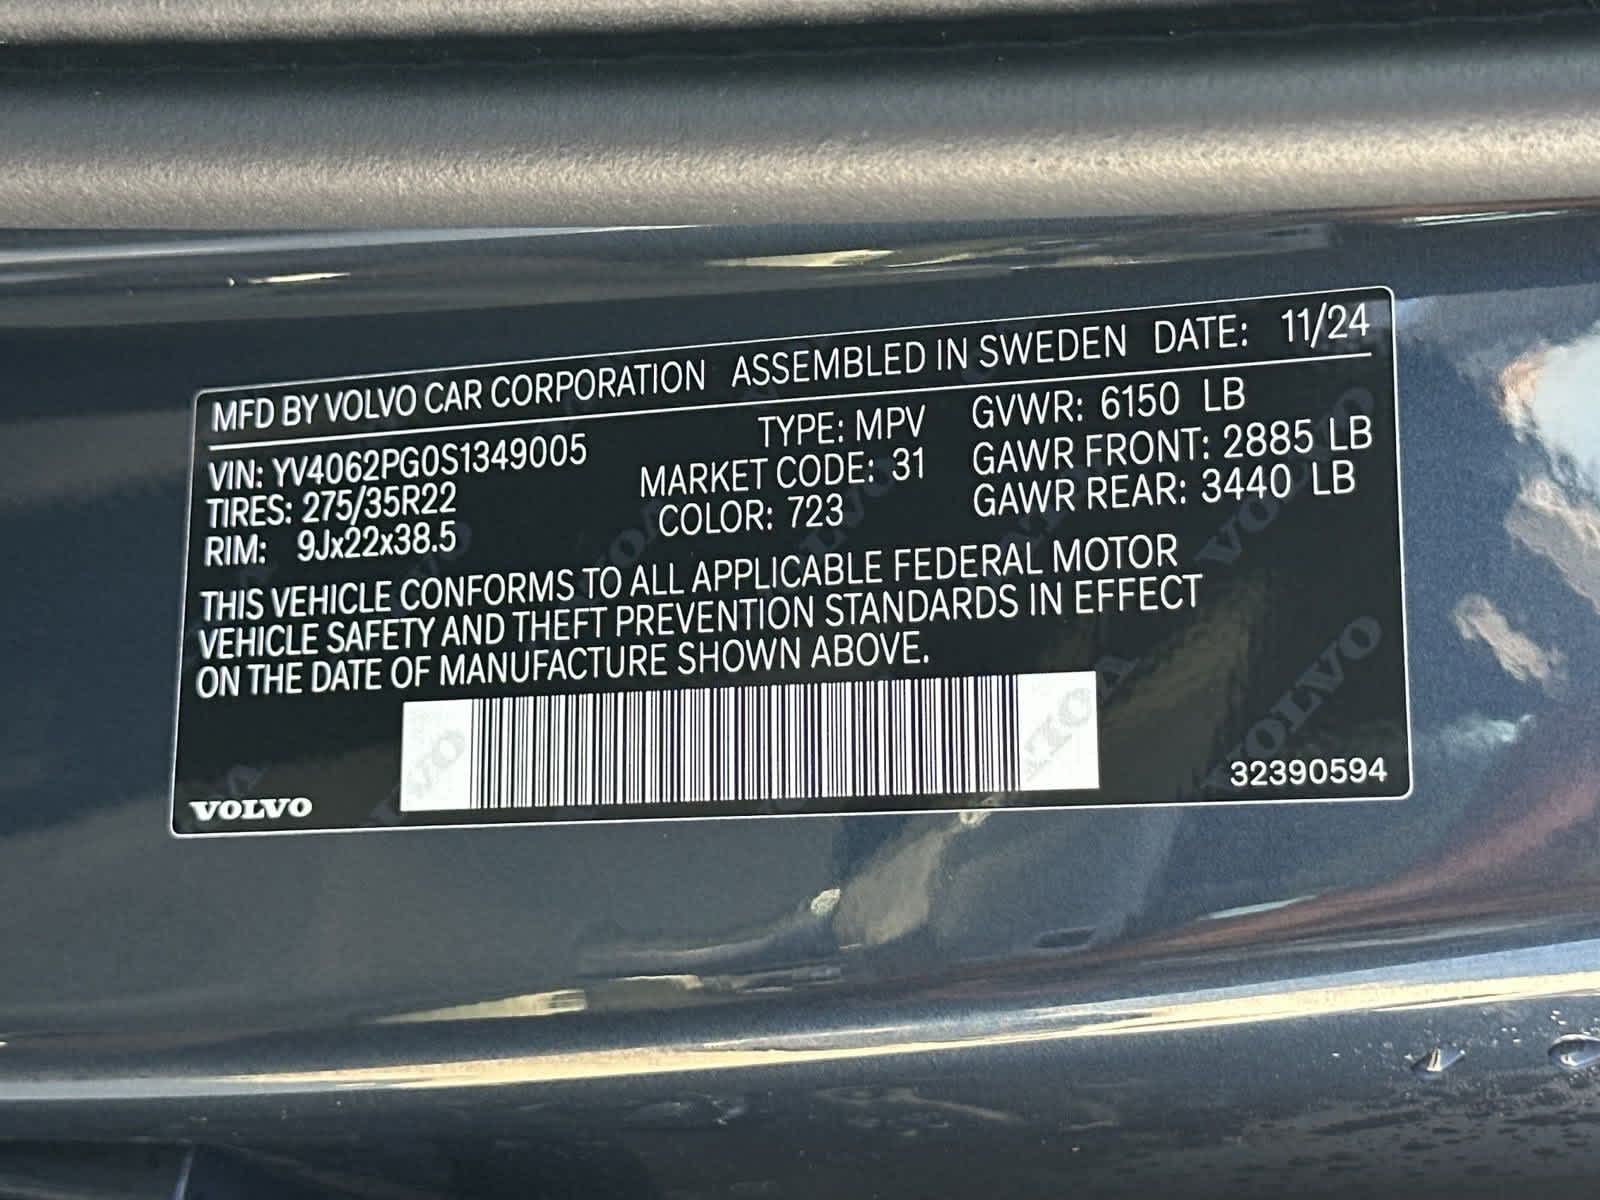 MFD BY VOLVO CAR CORPORATION ASSEMBLED IN SWEDEN DATE: 11/24
VIN: YV4062PG0S1349005 TYPE: MPV GVWR: 6150 LB
TIRES: 275/35R22 MARKET CODE: 31 GAWR FRONT: 2885 LB
RIM: 9Jx22x38.5 COLOR: 723 GAWR REAR: 3440 LB
THIS VEHICLE CONFORMS TO ALL APPLICABLE FEDERAL MOTOR
VEHICLE SAFETY AND THEFT PREVENTION STANDARDS IN EFFECT
ON THE DATE OF MANUFACTURE SHOWN ABOVE.
VOLVO
32390594